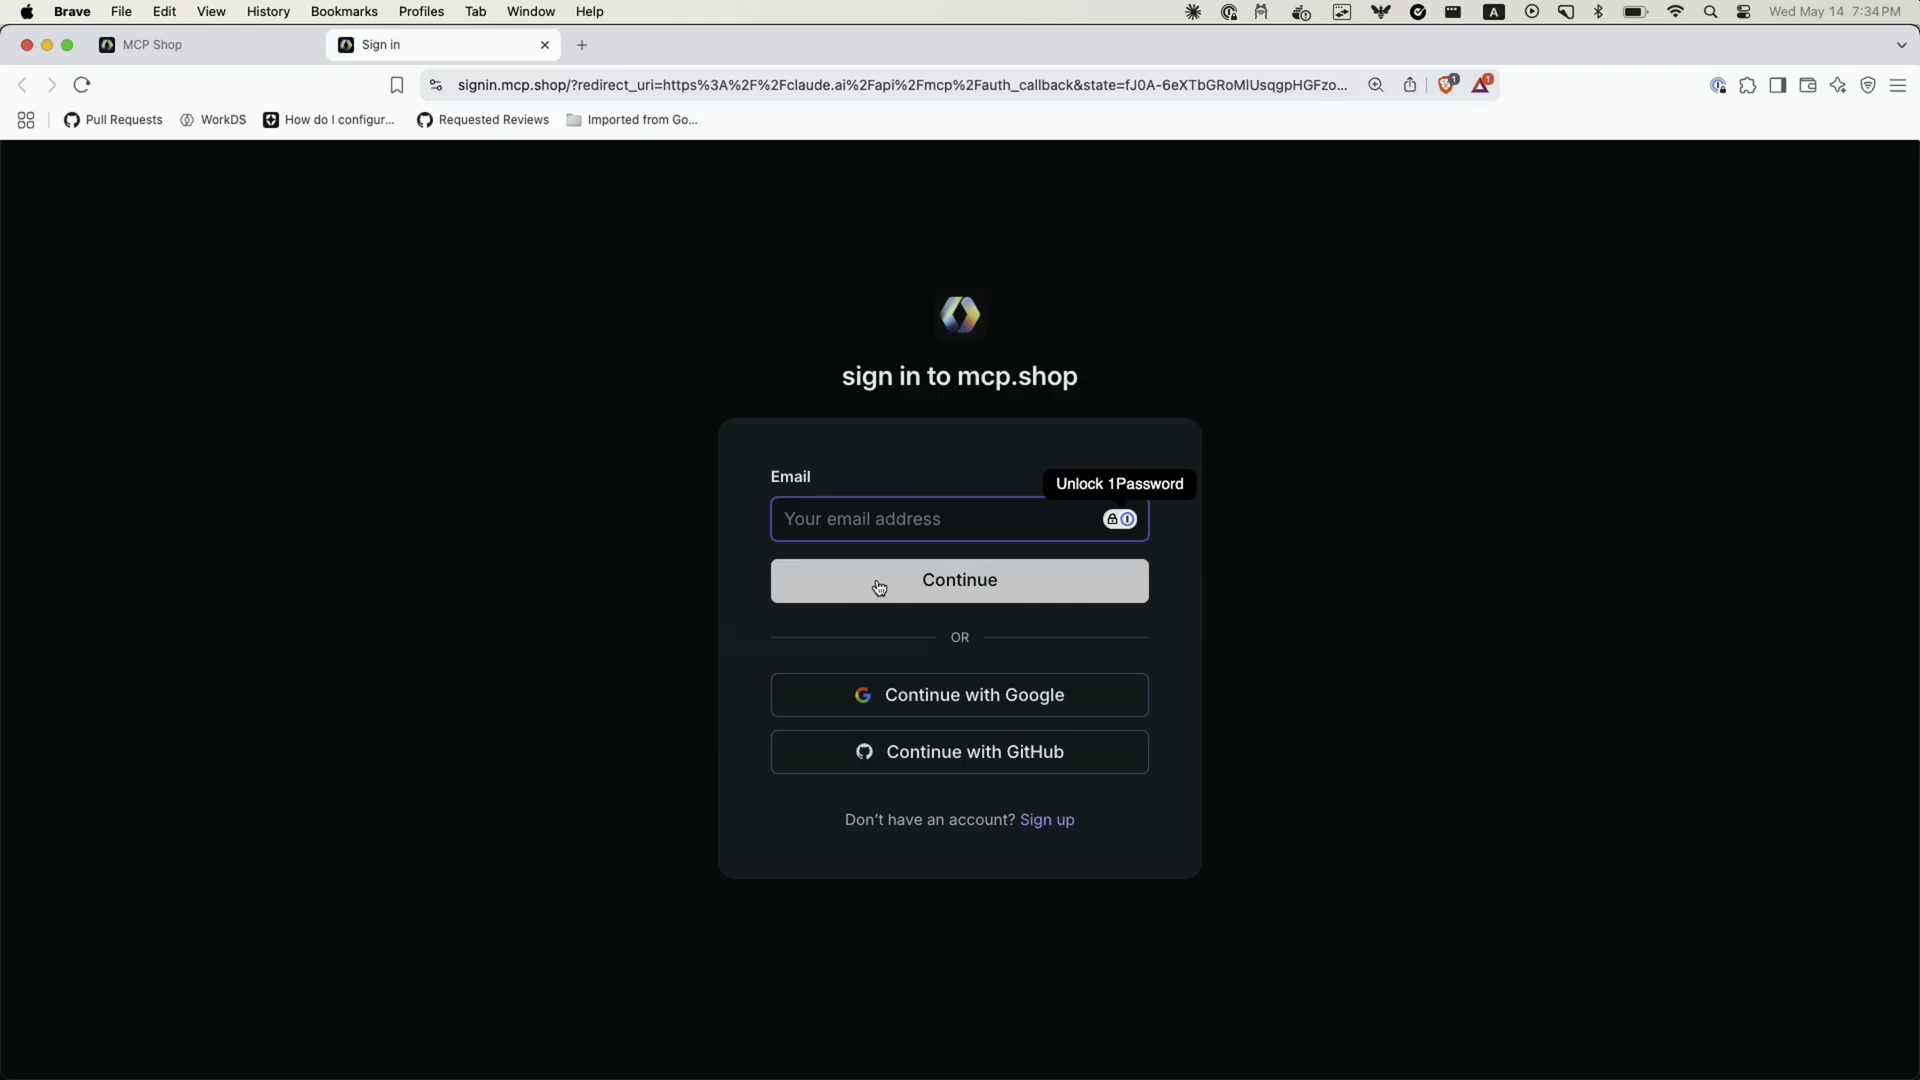 Brave File Edit View History Bookmarks Profiles Tab Window Help A Wed May 14 7:34 PM
MCP Shop Sign in
signin.mcp.shop/?redirect_uri=https%3A%2F%2Fclaude.ai%2Fapi%2Fmcp%2Fauth_callback&state=fJ0A-6eXTbGRoMlUsqgpHGFzo... 1 1
Pull Requests WorkDS How do I configur... Requested Reviews Imported from Go...
sign in to mcp.shop
Email
Unlock 1Password
Your email address
Continue
OR
Continue with Google
Continue with GitHub
Don't have an account? Sign up